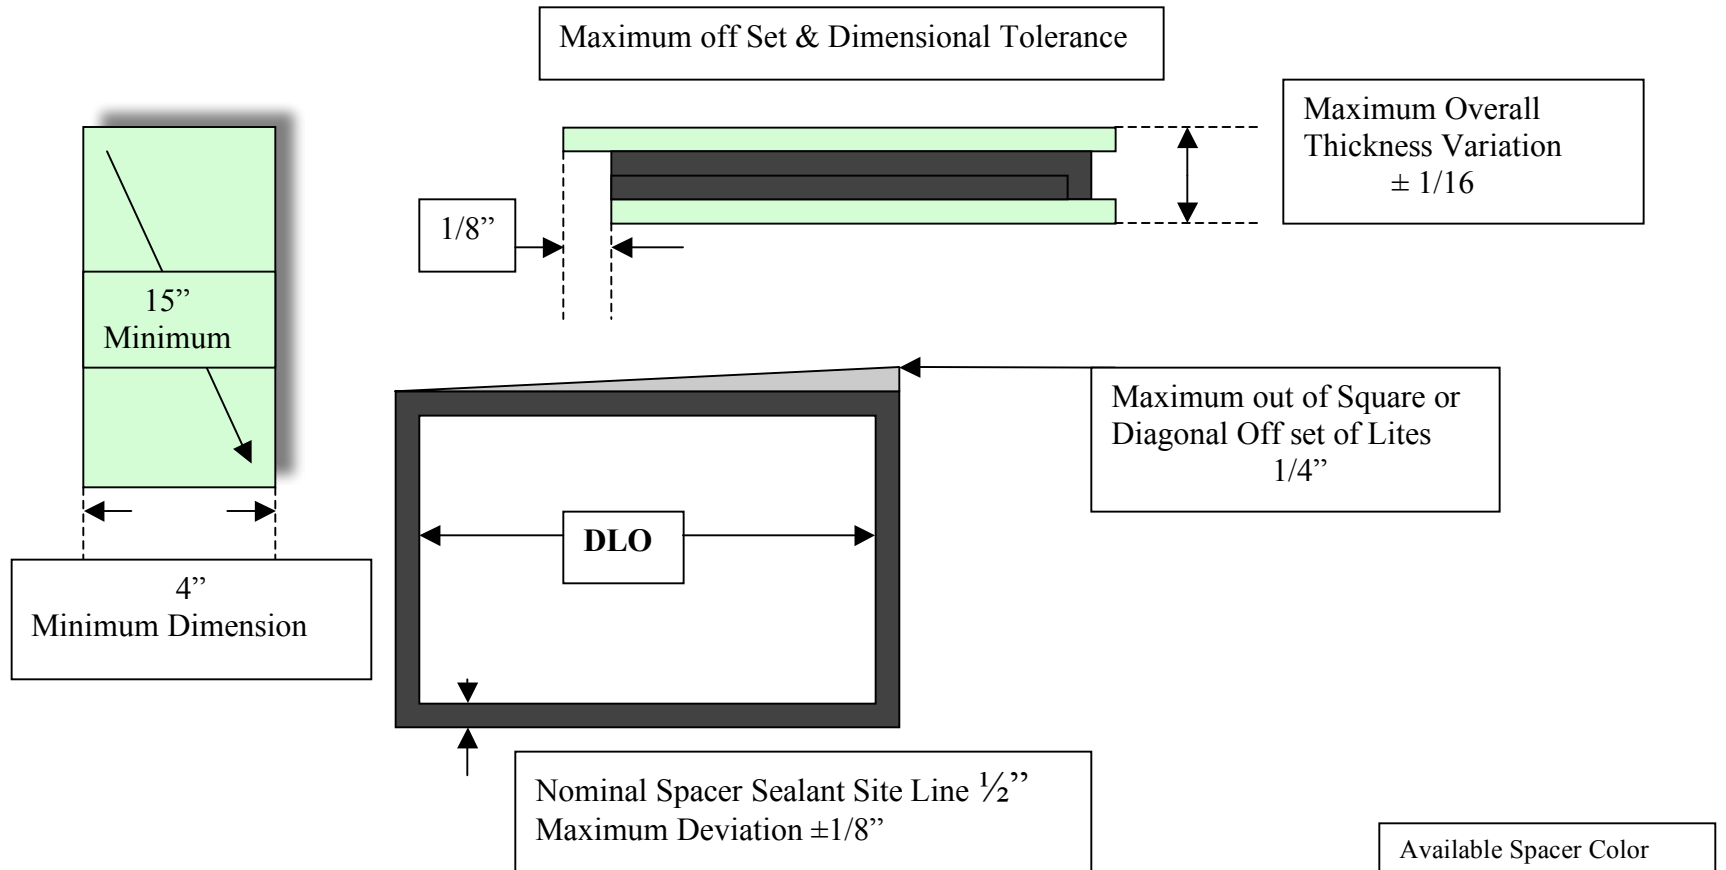 Maximum off Set & Dimensional Tolerance
Maximum Overall
Thickness Variation
± 1/16
1/8”
15”
Minimum
Maximum out of Square or
Diagonal Off set of Lites
1/4”
DLO
4”
Minimum Dimension
Nominal Spacer Sealant Site Line ½”
Maximum Deviation ±1/8”
Available Spacer Color